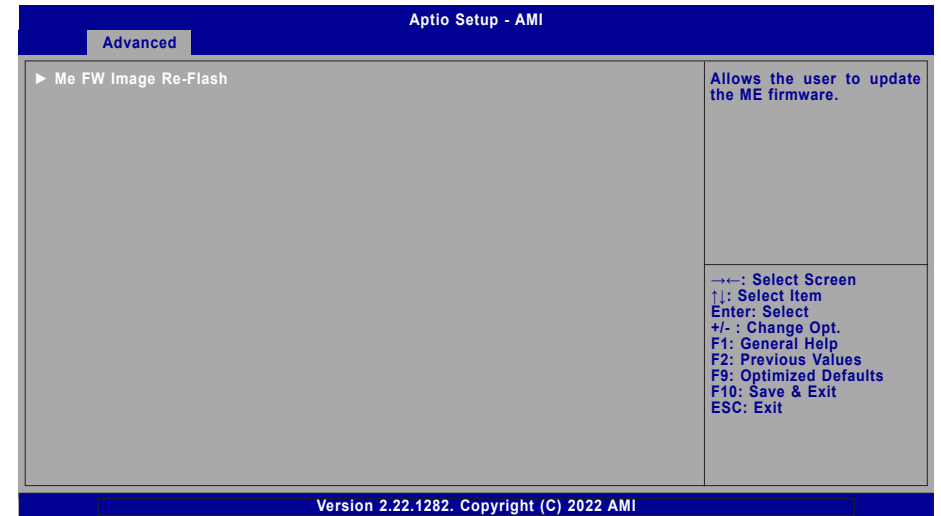 Aptio Setup - AMI
Advanced
► Me FW Image Re-Flash
Allows the user to update
the ME firmware.
→←: Select Screen
↑↓: Select Item
Enter: Select
+/- : Change Opt.
F1: General Help
F2: Previous Values
F9: Optimized Defaults
F10: Save & Exit
ESC: Exit
Version 2.22.1282. Copyright (C) 2022 AMI